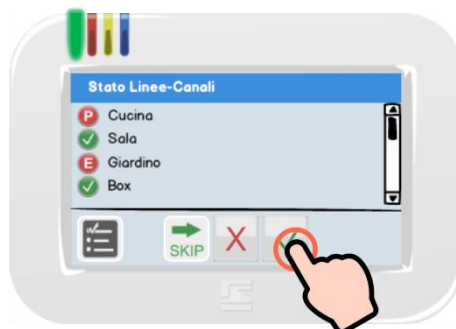 Stato Linee-Canali
P Cucina
Sala
E Giardino
Box
SKIP